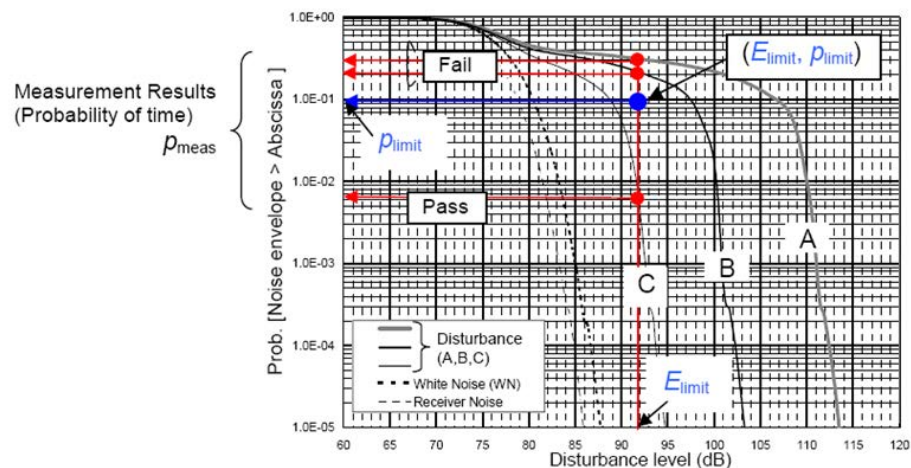 Measurement Results
(Probability of time)
pmeas
Prob. [Noise envelope > Abscissa]
1.0E+00
1.0E-01
1.0E-02
1.0E-03
1.0E-04
1.0E-05
Fail
(Elimit, plimit)
plimit
Pass
A
B
C
Disturbance
(A,B,C)
White Noise (WN)
Receiver Noise
Elimit
60 65 70 75 80 85 90 95 100 105 110 115 120
Disturbance level (dB)